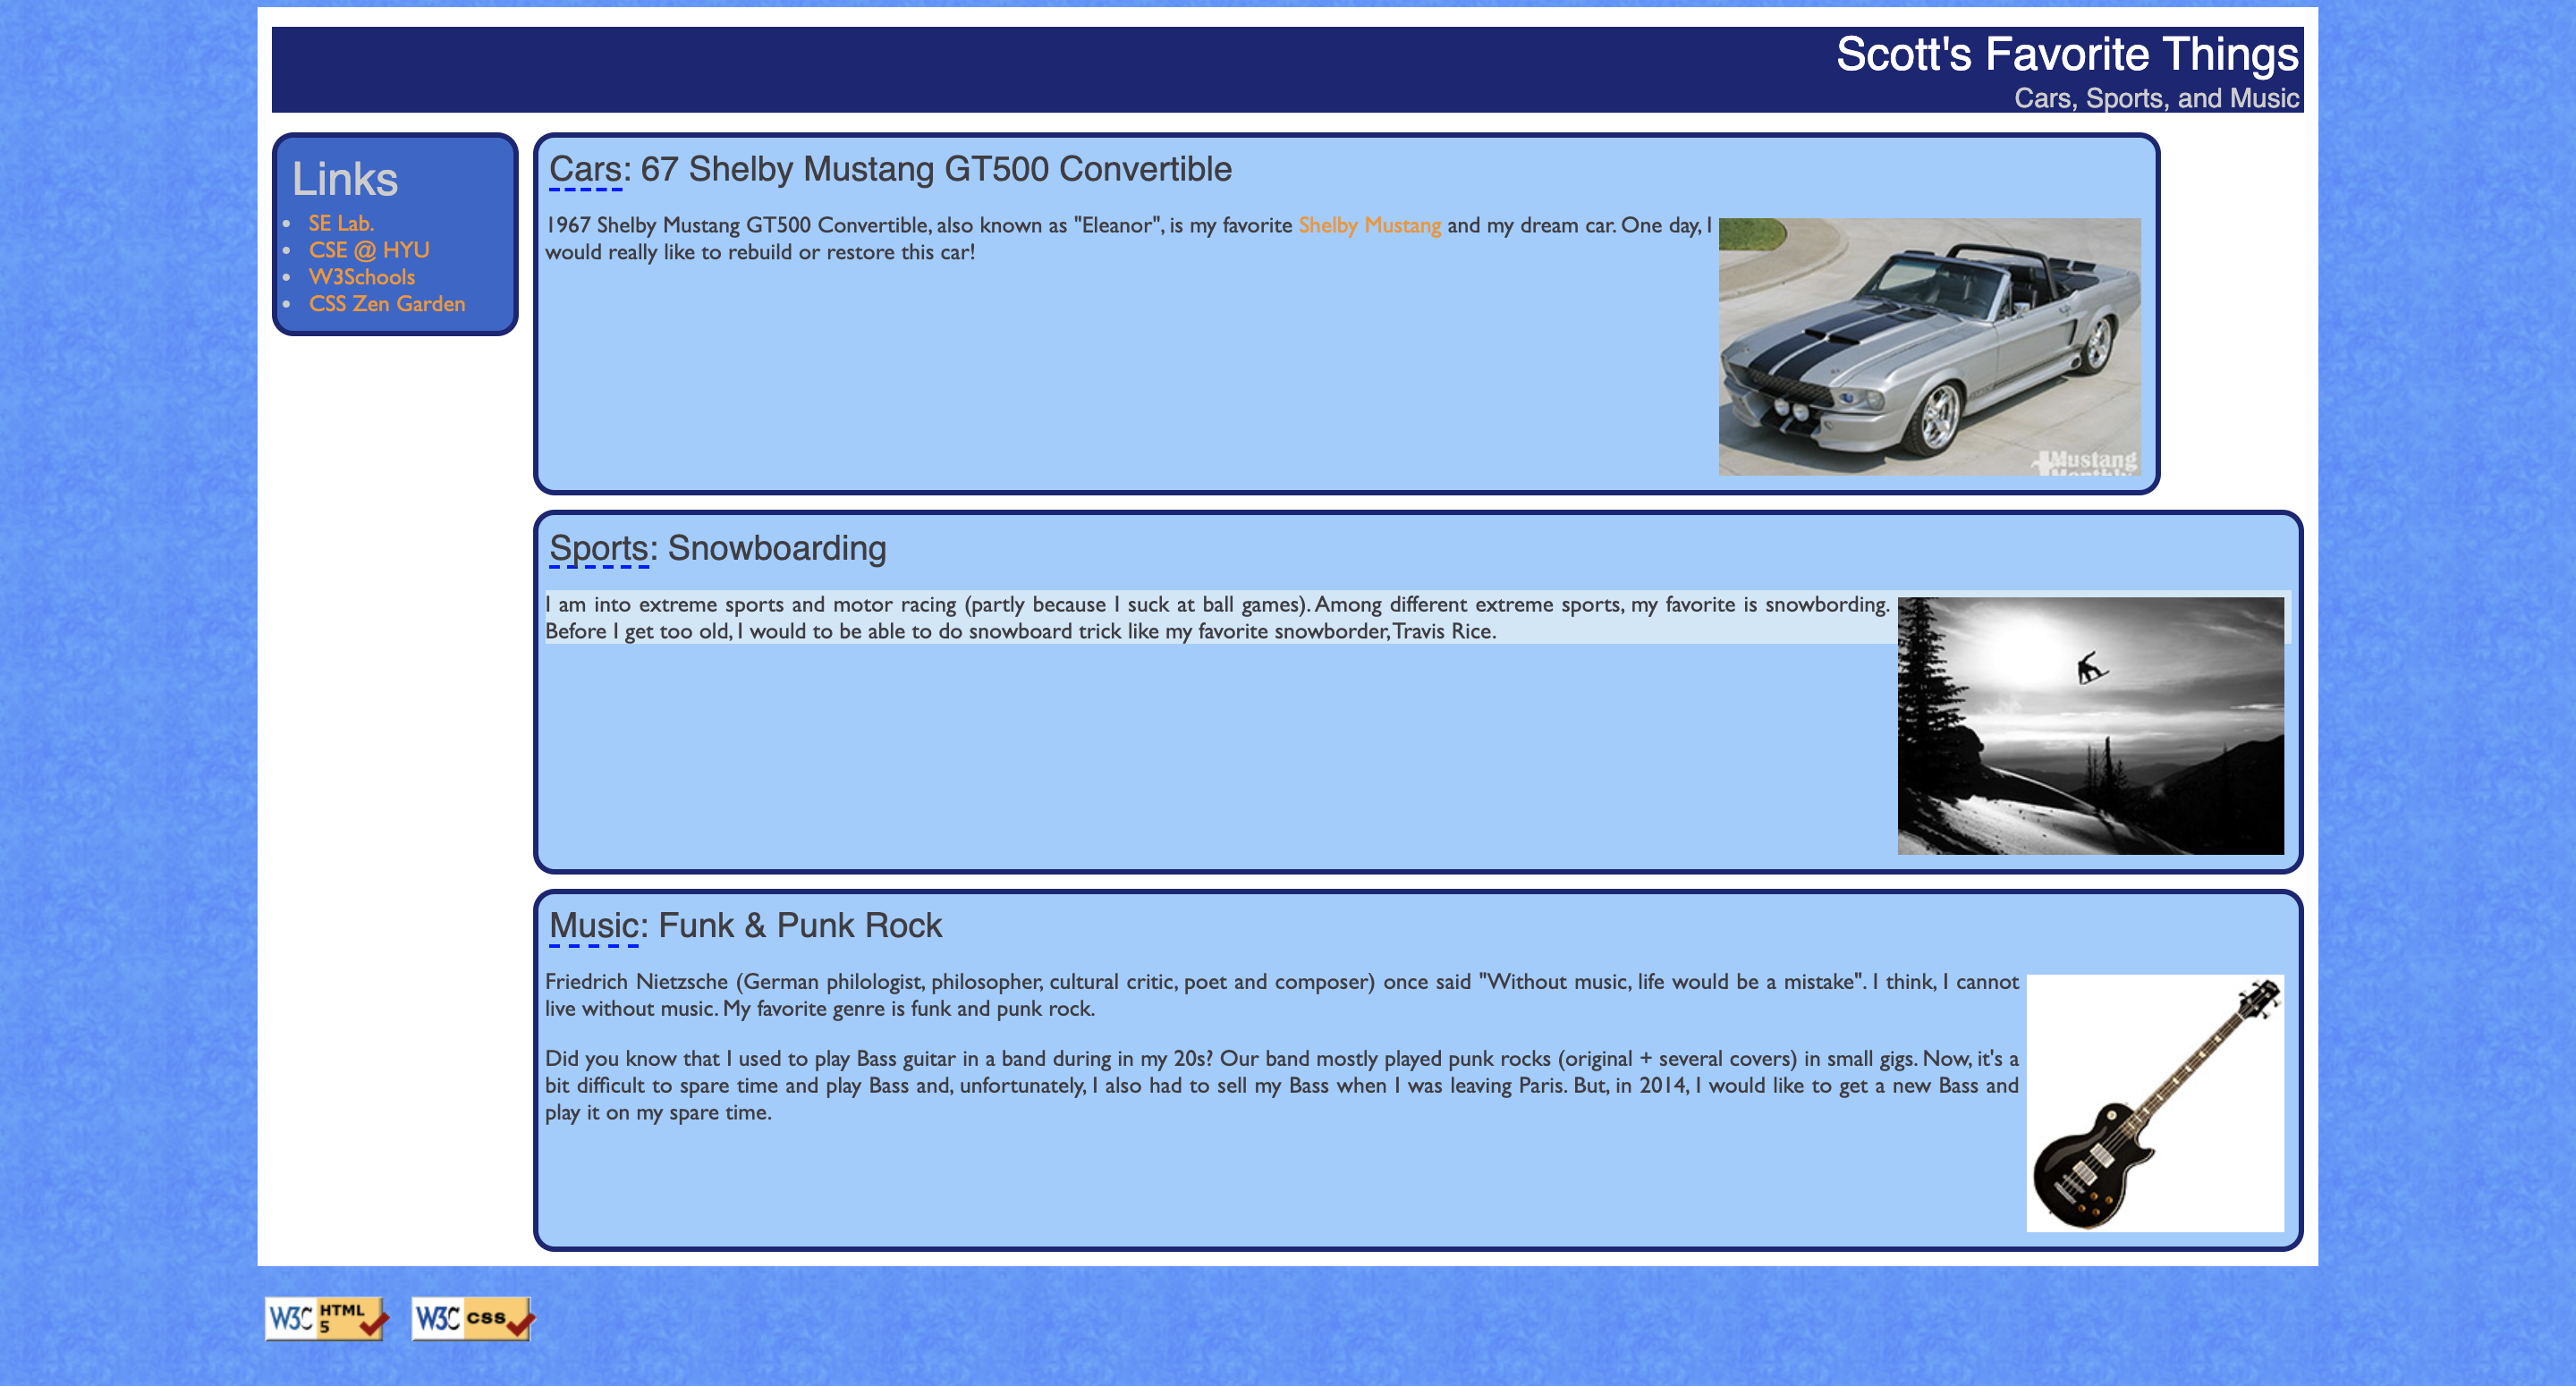 Scott's Favorite Things
Cars, Sports, and Music
Links
SE Lab.
CSE @ HYU
W3Schools
CSS Zen Garden
Cars: 67 Shelby Mustang GT500 Convertible
1967 Shelby Mustang GT500 Convertible, also known as "Eleanor", is my favorite Shelby Mustang and my dream car. One day, I
would really like to rebuild or restore this car!
Mustang
Monthly
Sports: Snowboarding
I am into extreme sports and motor racing (partly because I suck at ball games). Among different extreme sports, my favorite is snowbording.
Before I get too old, I would to be able to do snowboard trick like my favorite snowborder, Travis Rice.
Music: Funk & Punk Rock
Friedrich Nietzsche (German philologist, philosopher, cultural critic, poet and composer) once said "Without music, life would be a mistake". I think, I cannot
live without music. My favorite genre is funk and punk rock.
Did you know that I used to play Bass guitar in a band during in my 20s? Our band mostly played punk rocks (original + several covers) in small gigs. Now, it's a
bit difficult to spare time and play Bass and, unfortunately, I also had to sell my Bass when I was leaving Paris. But, in 2014, I would like to get a new Bass and
play it on my spare time.
W3C HTML 5
W3C css